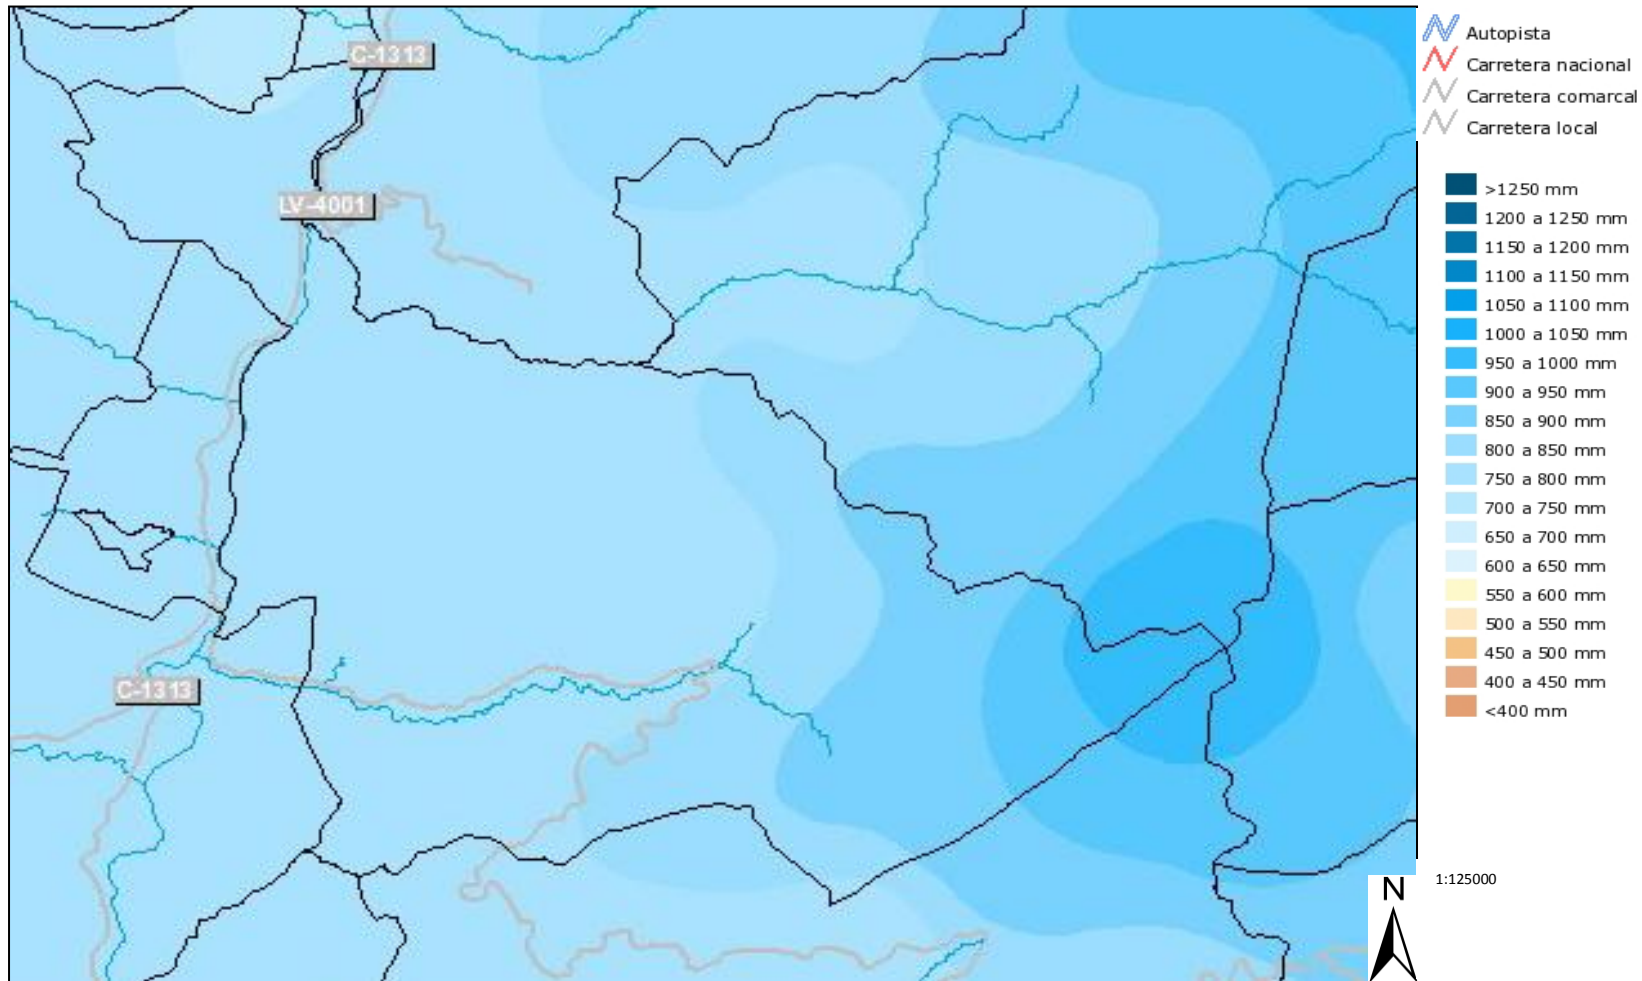 C-1313
LV-4001
C-1313
Autopista
Carretera nacional
Carretera comarcal
Carretera local
>1250 mm
1200 a 1250 mm
1150 a 1200 mm
1100 a 1150 mm
1050 a 1100 mm
1000 a 1050 mm
950 a 1000 mm
900 a 950 mm
850 a 900 mm
800 a 850 mm
750 a 800 mm
700 a 750 mm
650 a 700 mm
600 a 650 mm
550 a 600 mm
500 a 550 mm
450 a 500 mm
400 a 450 mm
<400 mm
N
1:125000